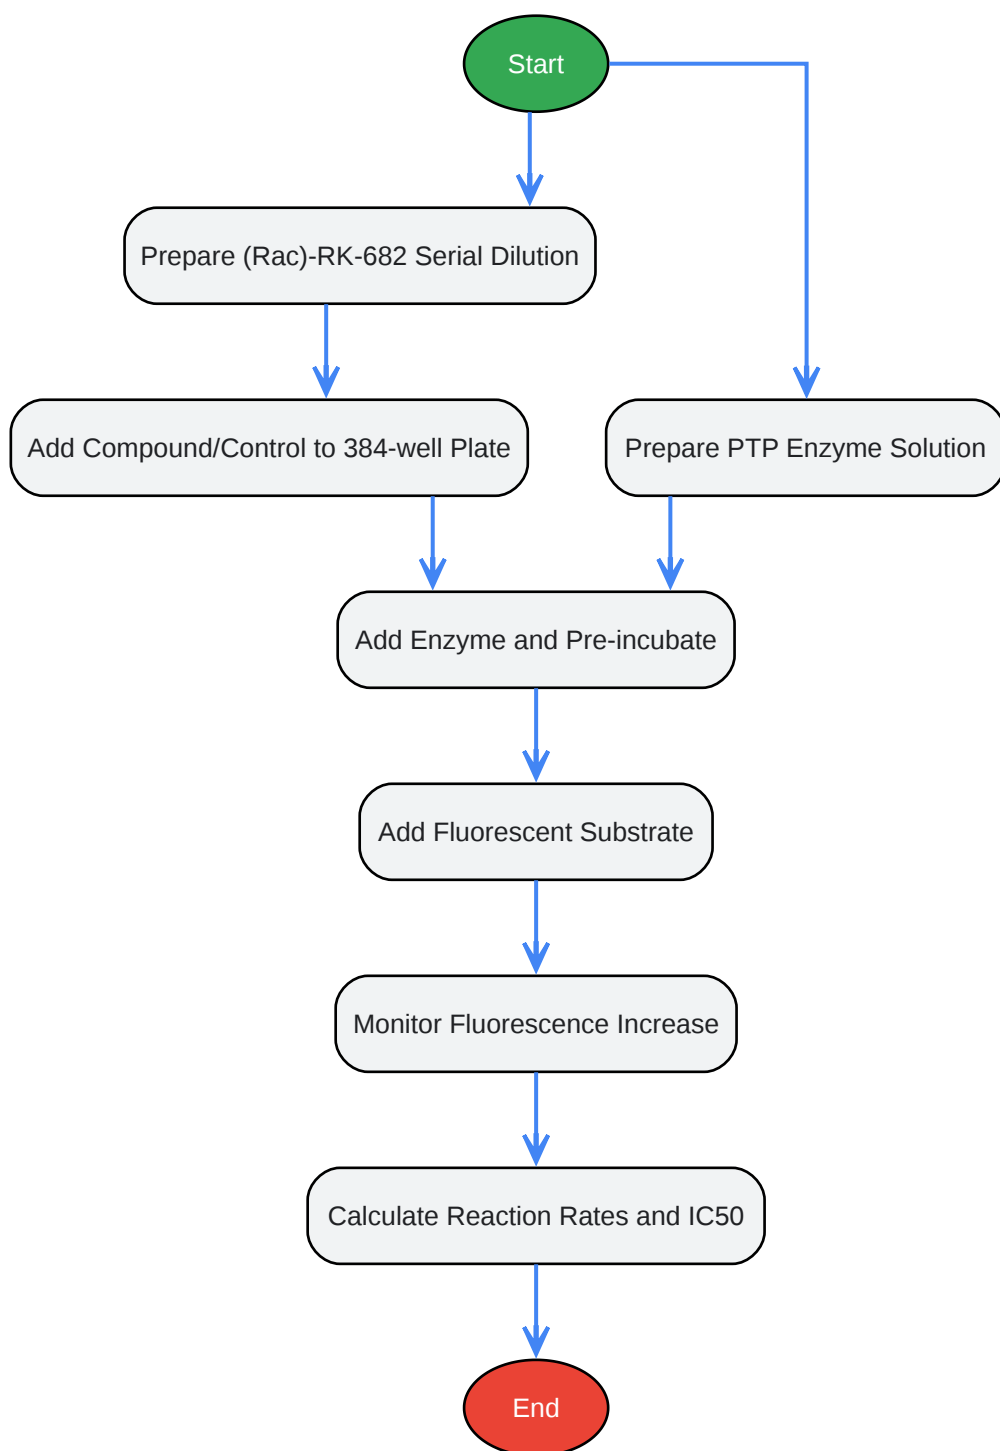 Start
Prepare (Rac)-RK-682 Serial Dilution
Add Compound/Control to 384-well Plate
Prepare PTP Enzyme Solution
Add Enzyme and Pre-incubate
Add Fluorescent Substrate
Monitor Fluorescence Increase
Calculate Reaction Rates and IC50
End